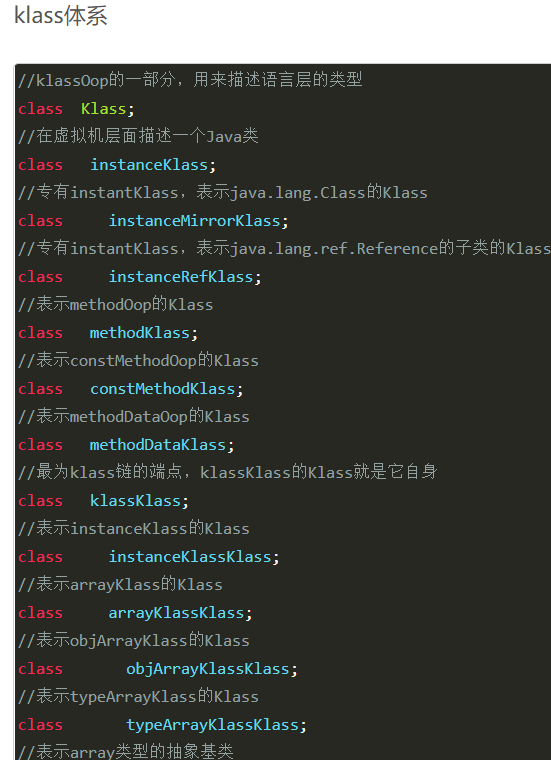 klass体系
//klassOop的一部分，用来描述语言层的类型
class  Klass;
//在虚拟机层面描述一个Java类
class   instanceKlass;
//专有instantKlass，表示java.lang.Class的Klass
class     instanceMirrorKlass;
//专有instantKlass，表示java.lang.ref.Reference的子类的Klass
class     instanceRefKlass;
//表示methodOop的Klass
class   methodKlass;
//表示constMethodOop的Klass
class   constMethodKlass;
//表示methodDataOop的Klass
class   methodDataKlass;
//最为klass链的端点，klassKlass的Klass就是它自身
class   klassKlass;
//表示instanceKlass的Klass
class     instanceKlassKlass;
//表示arrayKlass的Klass
class     arrayKlassKlass;
//表示objArrayKlass的Klass
class       objArrayKlassKlass;
//表示typeArrayKlass的Klass
class       typeArrayKlassKlass;
//表示array类型的抽象基类